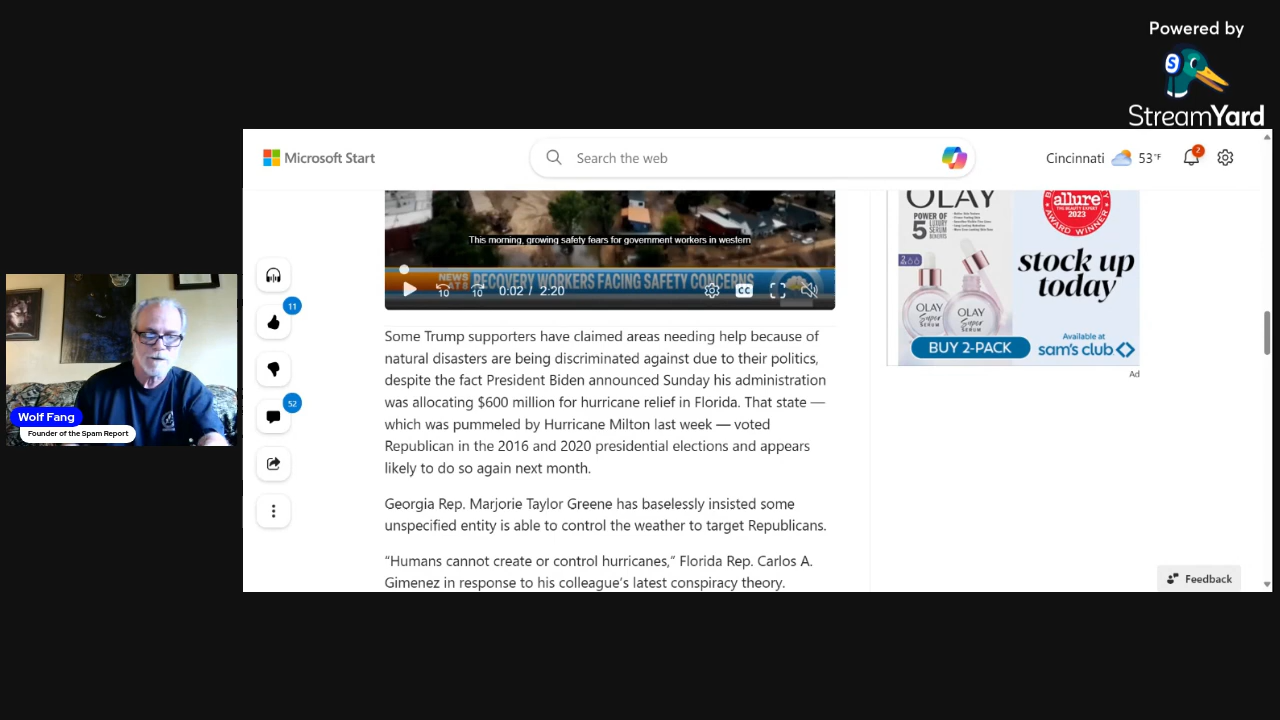 Powered by
S
StreamYard
Microsoft Start
Search the web
Cincinnati
53°F
2
This morning, growing safety fears for government workers in western
NEWS
AT 8
RECOVERY WORKERS FACING SAFETY CONCERNS
10
10
0:02 / 2:20
CC
11
52
Some Trump supporters have claimed areas needing help because of
natural disasters are being discriminated against due to their politics,
despite the fact President Biden announced Sunday his administration
was allocating $600 million for hurricane relief in Florida. That state —
which was pummeled by Hurricane Milton last week — voted
Republican in the 2016 and 2020 presidential elections and appears
likely to do so again next month.
Georgia Rep. Marjorie Taylor Greene has baselessly insisted some
unspecified entity is able to control the weather to target Republicans.
“Humans cannot create or control hurricanes,” Florida Rep. Carlos A.
Gimenez in response to his colleague’s latest conspiracy theory.
OLAY
POWER OF
5
allure
2023
AWARD WINNER
stock up
today
OLAY
Super
SERUM
OLAY
Super
SERUM
BUY 2-PACK
Available at
sam's club
Ad
Feedback
Wolf Fang
Founder of the Spam Report